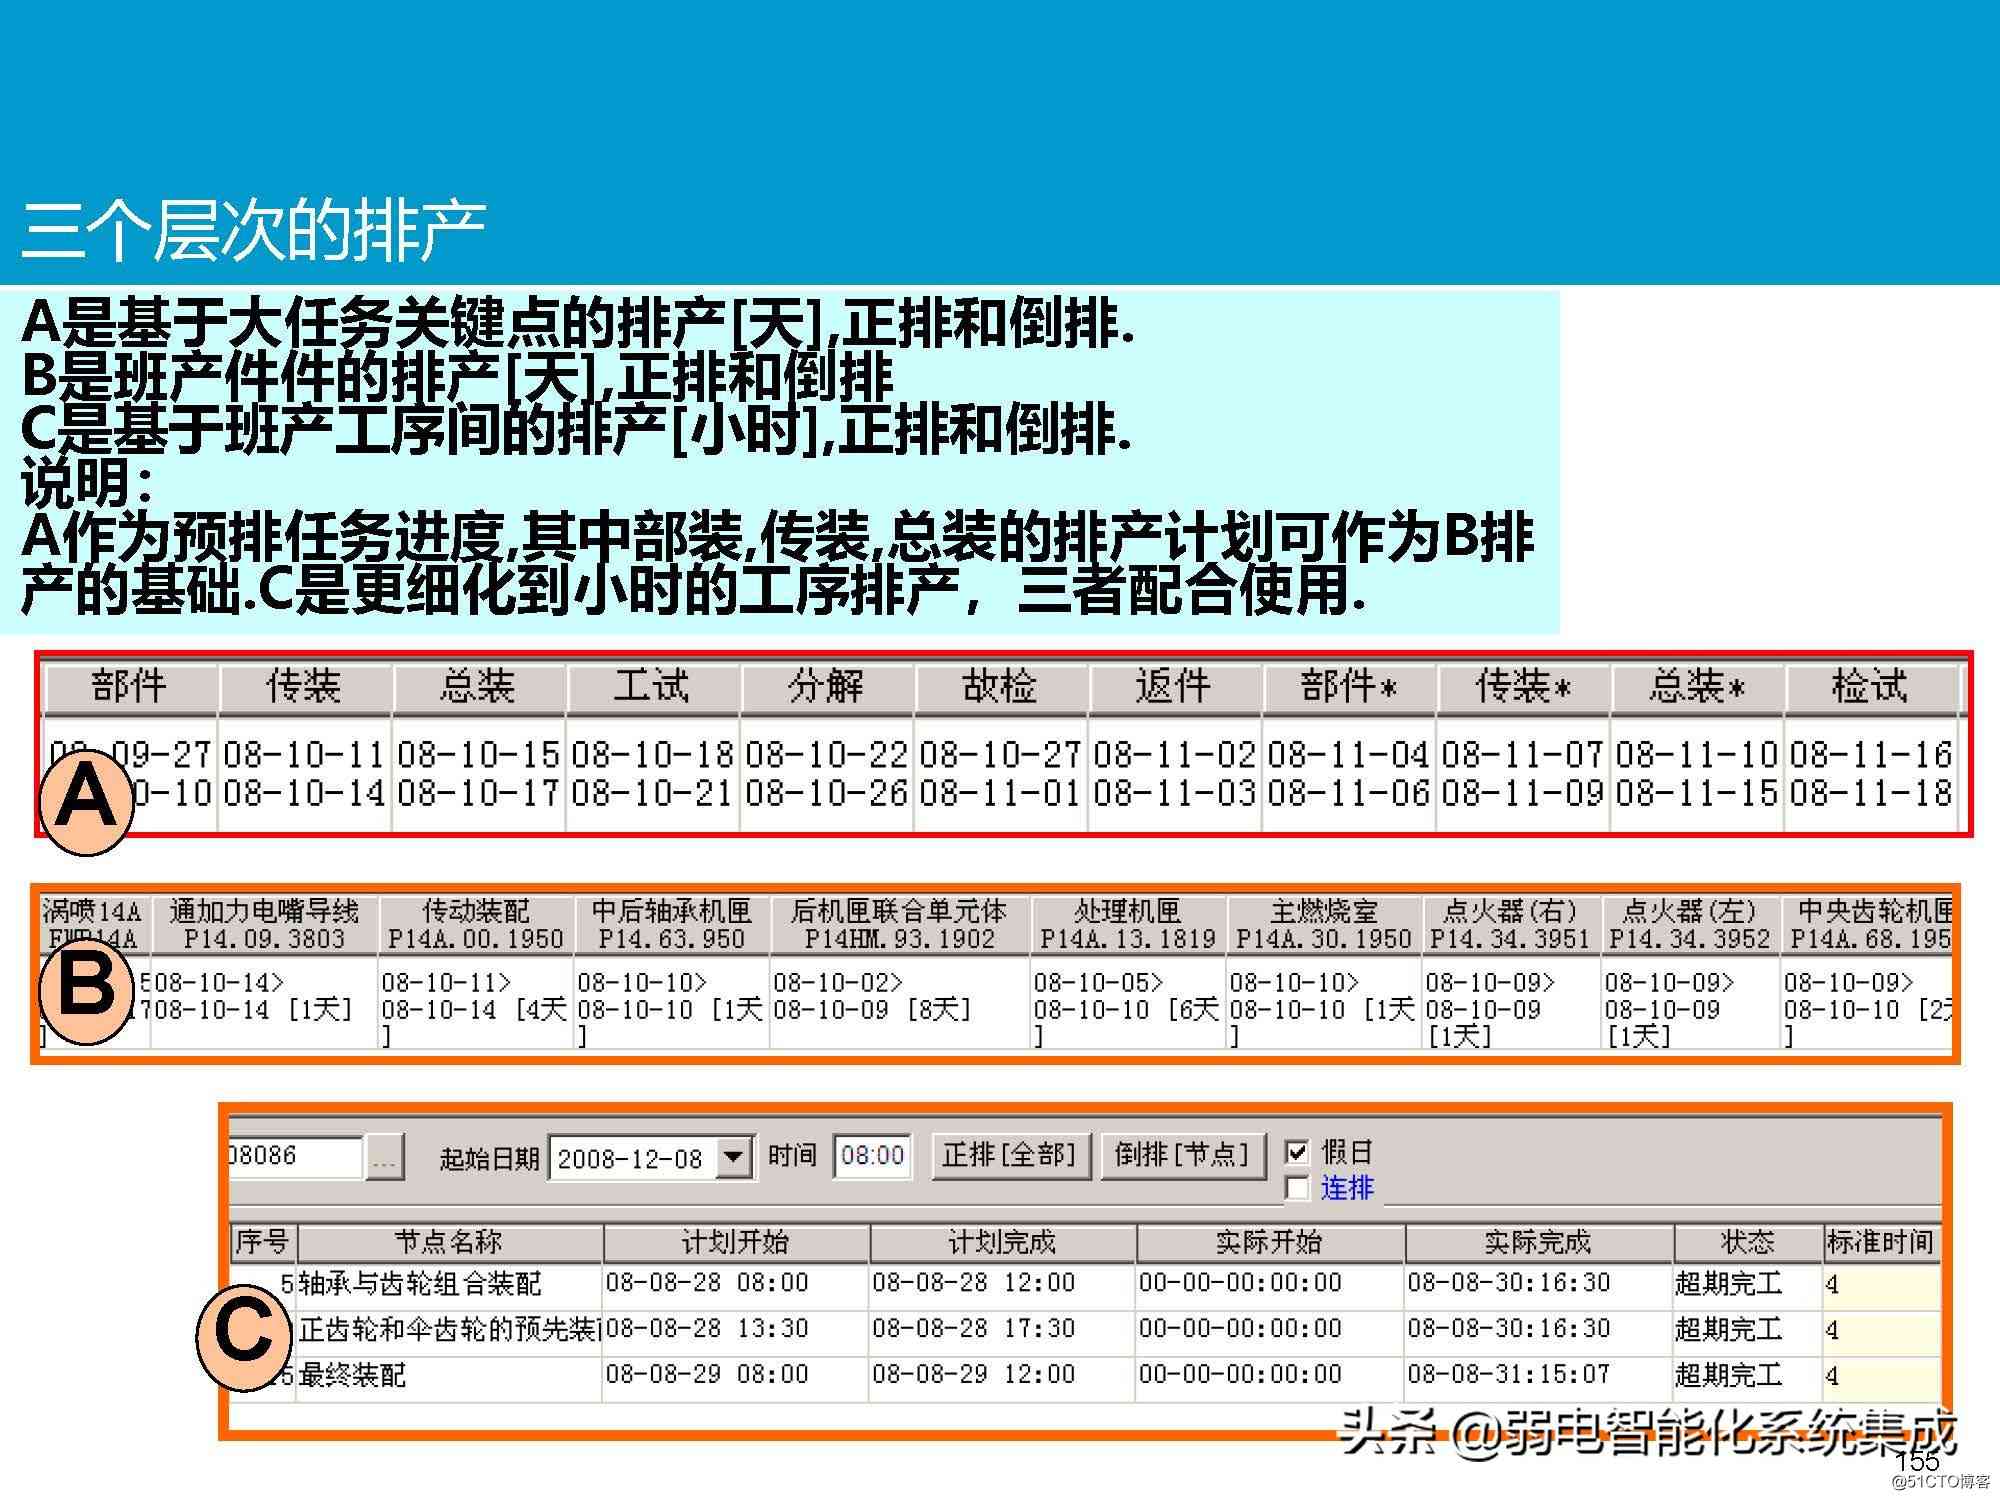 三个层次的排产
A是基于大任务关键点的排产[天],正排和倒排.
B是班产件件的排产[天],正排和倒排
C是基于班产工序间的排产[小时],正排和倒排.
说明：
A作为预排任务进度,其中部装,传装,总装的排产计划可作为B排
产的基础.C是更细化到小时的工序排产，三者配合使用.
部件 传装 总装 工试 分解 故检 返件 部件* 传装* 总装* 检试
09-27 08-10-11 08-10-15 08-10-18 08-10-22 08-10-27 08-11-02 08-11-04 08-11-07 08-11-10 08-11-16
0-10 08-10-14 08-10-17 08-10-21 08-10-26 08-11-01 08-11-03 08-11-06 08-11-09 08-11-15 08-11-18
A
涡喷14A 通加力电嘴导线 传动装配 中后轴承机匣 后机匣联合单元体 处理机匣 主燃烧室 点火器(右) 点火器(左) 中央齿轮机匣
P14.09.3803 P14A.00.1950 P14.63.950 P14HM.93.1902 P14A.13.1819 P14A.30.1950 P14.34.3951 P14.34.3952 P14A.68.195
08-10-14> 08-10-11> 08-10-10> 08-10-02> 08-10-05> 08-10-10> 08-10-09> 08-10-09> 08-10-09>
08-10-14 [1天] 08-10-14 [4天 08-10-10 [1天 08-10-09 [8天] 08-10-10 [6天 08-10-10 [1天 08-10-09 08-10-09 08-10-10 [2天
] ] ] ] ] [1天] [1天] ]
B
08086 ... 起始日期 2008-12-08 时间 08:00 正排[全部] 倒排[节点] 假日
连排
序号 节点名称 计划开始 计划完成 实际开始 实际完成 状态 标准时间
5 轴承与齿轮组合装配 08-08-28 08:00 08-08-28 12:00 00-00-00:00:00 08-08-30:16:30 超期完工 4
正齿轮和伞齿轮的预先装 08-08-28 13:30 08-08-28 17:30 00-00-00:00:00 08-08-30:16:30 超期完工 4
5 最终装配 08-08-29 08:00 08-08-29 12:00 00-00-00:00:00 08-08-31:15:07 超期完工 4
C
头条 @弱电智能化系统集成
155
@51CTO博客